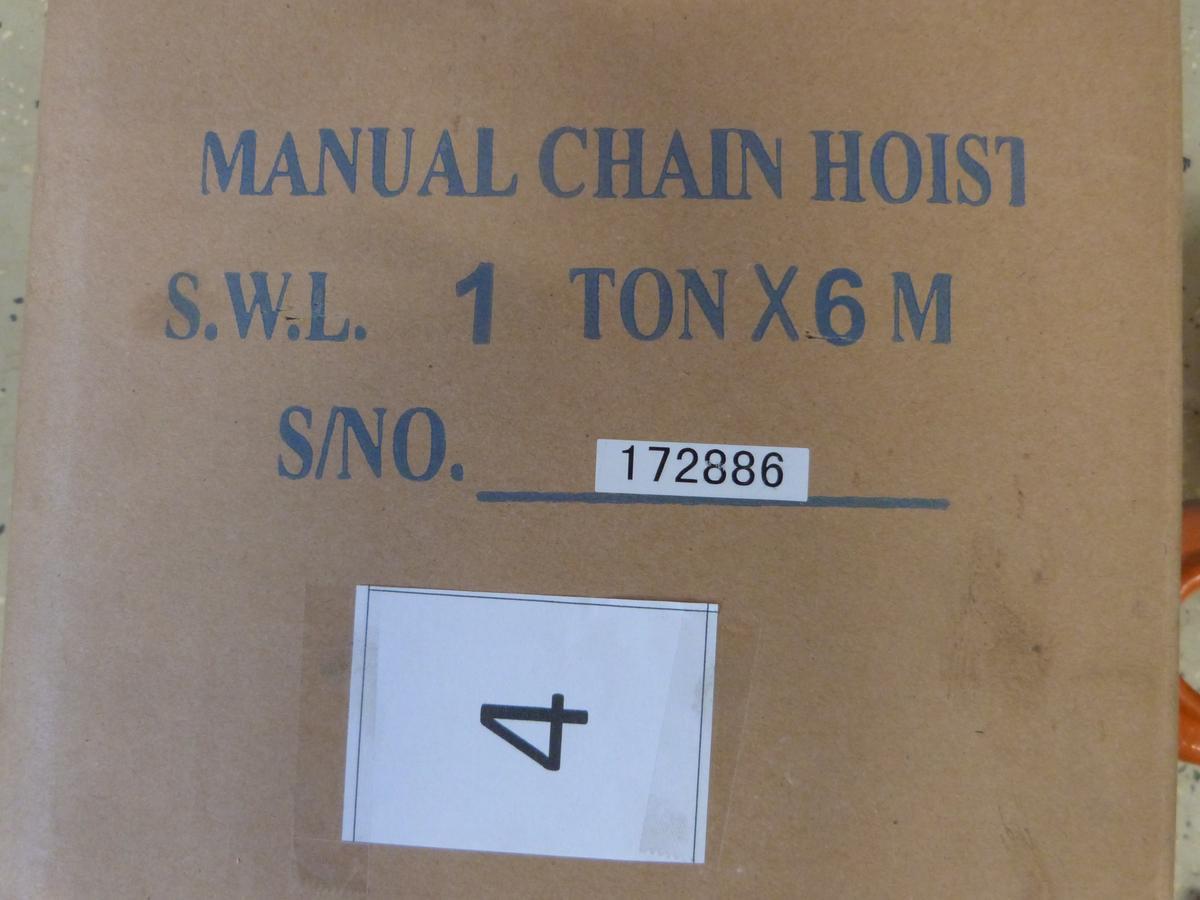 MANUAL CHAIN HOIST
S.W.L. 1 TON X 6 M
S/NO. 172886
4